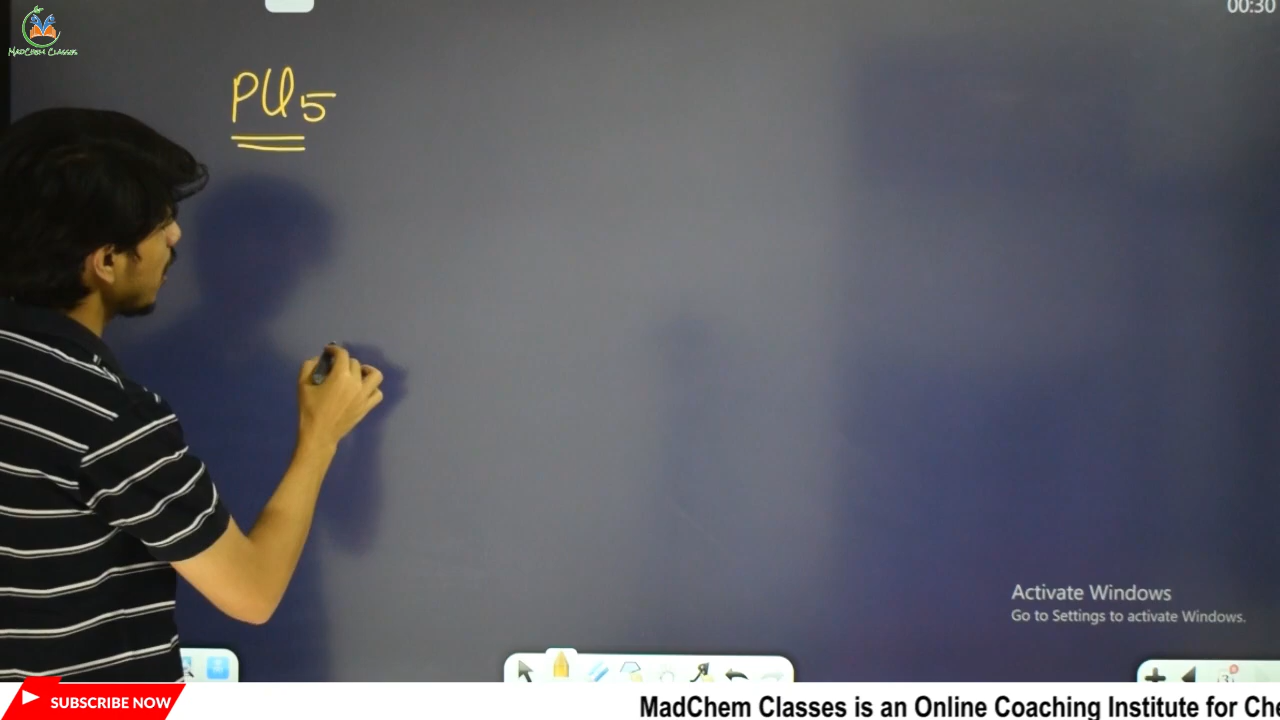 00:30
MADCHEM CLASSES
PCl5
Activate Windows
Go to Settings to activate Windows.
SUBSCRIBE NOW
MadChem Classes is an Online Coaching Institute for Che